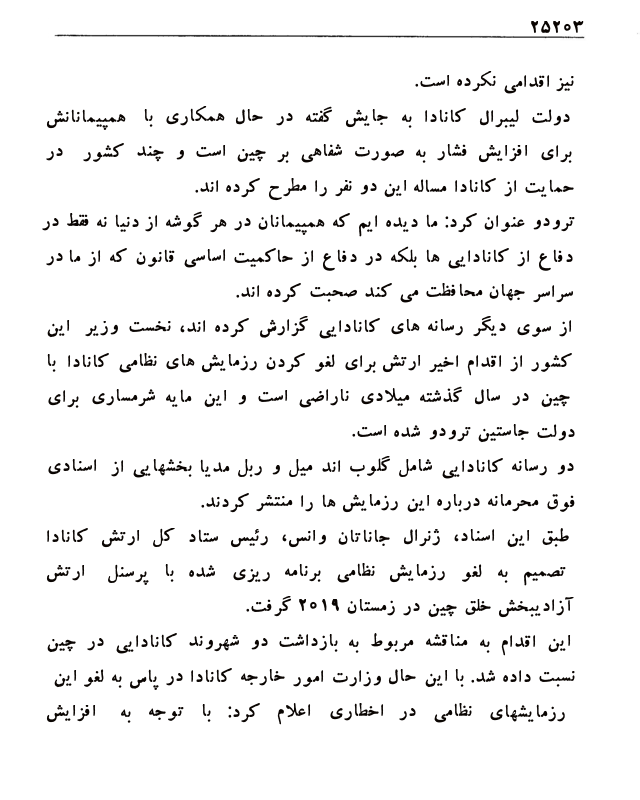 ۲۵۲۰۳
نیز اقدامی نکرده است.
دولت لیبرال کانادا به جایش گفته در حال همکاری با همپیمانانش
برای افزایش فشار به صورت شفاهی بر چین است و چند کشور در
حمایت از کانادا مساله این دو نفر را مطرح کرده اند.
ترودو عنوان کرد: ما دیده ایم که همپیمانان در هر گوشه از دنیا نه فقط در
دفاع از کانادایی ها بلکه در دفاع از حاکمیت اساسی قانون که از ما در
سراسر جهان محافظت می کند صحبت کرده اند.
از سوی دیگر رسانه های کانادایی گزارش کرده اند، نخست وزیر این
کشور از اقدام اخیر ارتش برای لغو کردن رزمایش های نظامی کانادا با
چین در سال گذشته میلادی ناراضی است و این مایه شرمساری برای
دولت جاستین ترودو شده است.
دو رسانه کانادایی شامل گلوب اند میل و ربل مدیا بخشهایی از اسنادی
فوق محرمانه درباره این رزمایش ها را منتشر کردند.
طبق این اسناد، ژنرال جاناتان وانس، رئیس ستاد کل ارتش کانادا
تصمیم به لغو رزمایش نظامی برنامه ریزی شده با پرسنل ارتش
آزادیبخش خلق چین در زمستان ۲۰۱۹ گرفت.
این اقدام به مناقشه مربوط به بازداشت دو شهروند کانادایی در چین
نسبت داده شد. با این حال وزارت امور خارجه کانادا در پاس به لغو این
رزمایشهای نظامی در اخطاری اعلام کرد: با توجه به افزایش